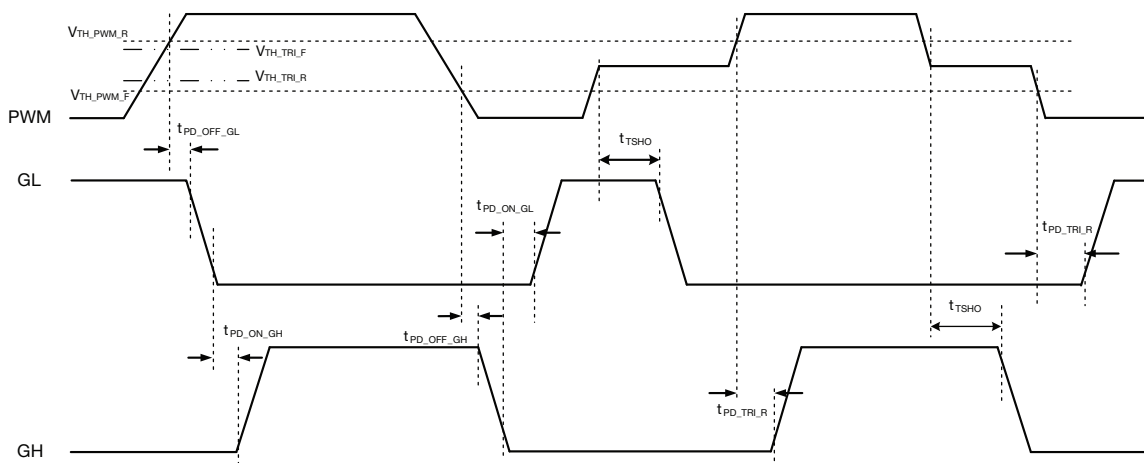 VTH_PWM_R
VTH_TRI_F
VTH_TRI_R
VTH_PWM_F
PWM
tPD_OFF_GL
tTSHO
GL
tPD_ON_GL
tPD_TRI_R
tTSHO
tPD_ON_GH
tPD_OFF_GH
tPD_TRI_R
GH